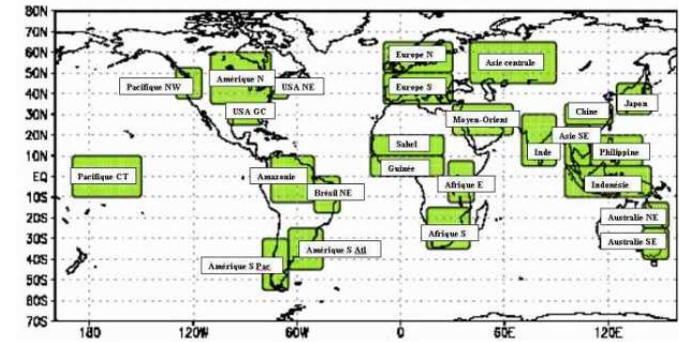 80N
70N
60N
50N
40N
30N
20N
10N
EQ
10S
20S
30S
40S
50S
60S
70S
Europe N
Asie centrale
Pacifique NW
Amérique N
USA NE
Europe S
USA GC
Moyen-Orient
Chine
Japon
Sahel
Inde
Asie SE
Philippine
Pacifique CT
Amazonie
Guinée
Brésil NE
Afrique E
Indonésie
Afrique S
Australie NE
Australie SE
Amérique S Atl
Amérique S Pac
180 120W 60W 0 60E 120E